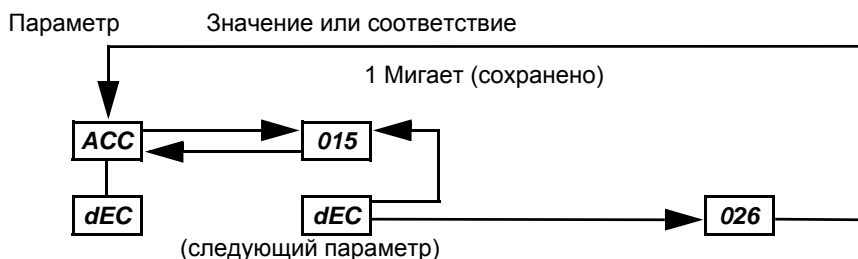 Параметр Значение или соответствие
1 Мигает (сохранено)
ACC 015
dEC dEC 026
(следующий параметр)